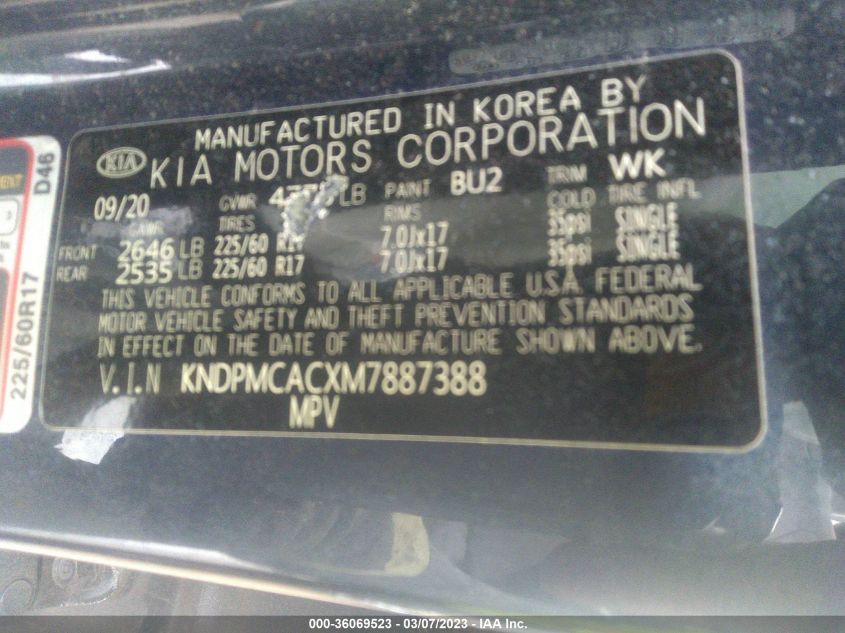 MANUFACTURED IN KOREA BY
KIA KIA MOTORS CORPORATION
09/20 GVWR LB PAINT BU2 TRIM WK
GAWR TIRES RIMS COLD TIRE INFL
FRONT 2646 LB 225/60 7.0Jx17 35psi SINGLE
REAR 2535 LB 225/60 R17 7.0Jx17 35psi SINGLE
THIS VEHICLE CONFORMS TO ALL APPLICABLE U.S.A. FEDERAL
MOTOR VEHICLE SAFETY AND THEFT PREVENTION STANDARDS
IN EFFECT ON THE DATE OF MANUFACTURE SHOWN ABOVE.
V.I.N KNDPMCACXM7887388
MPV
D46
225/60R17
000-36069523 - 03/07/2023 - IAA Inc.